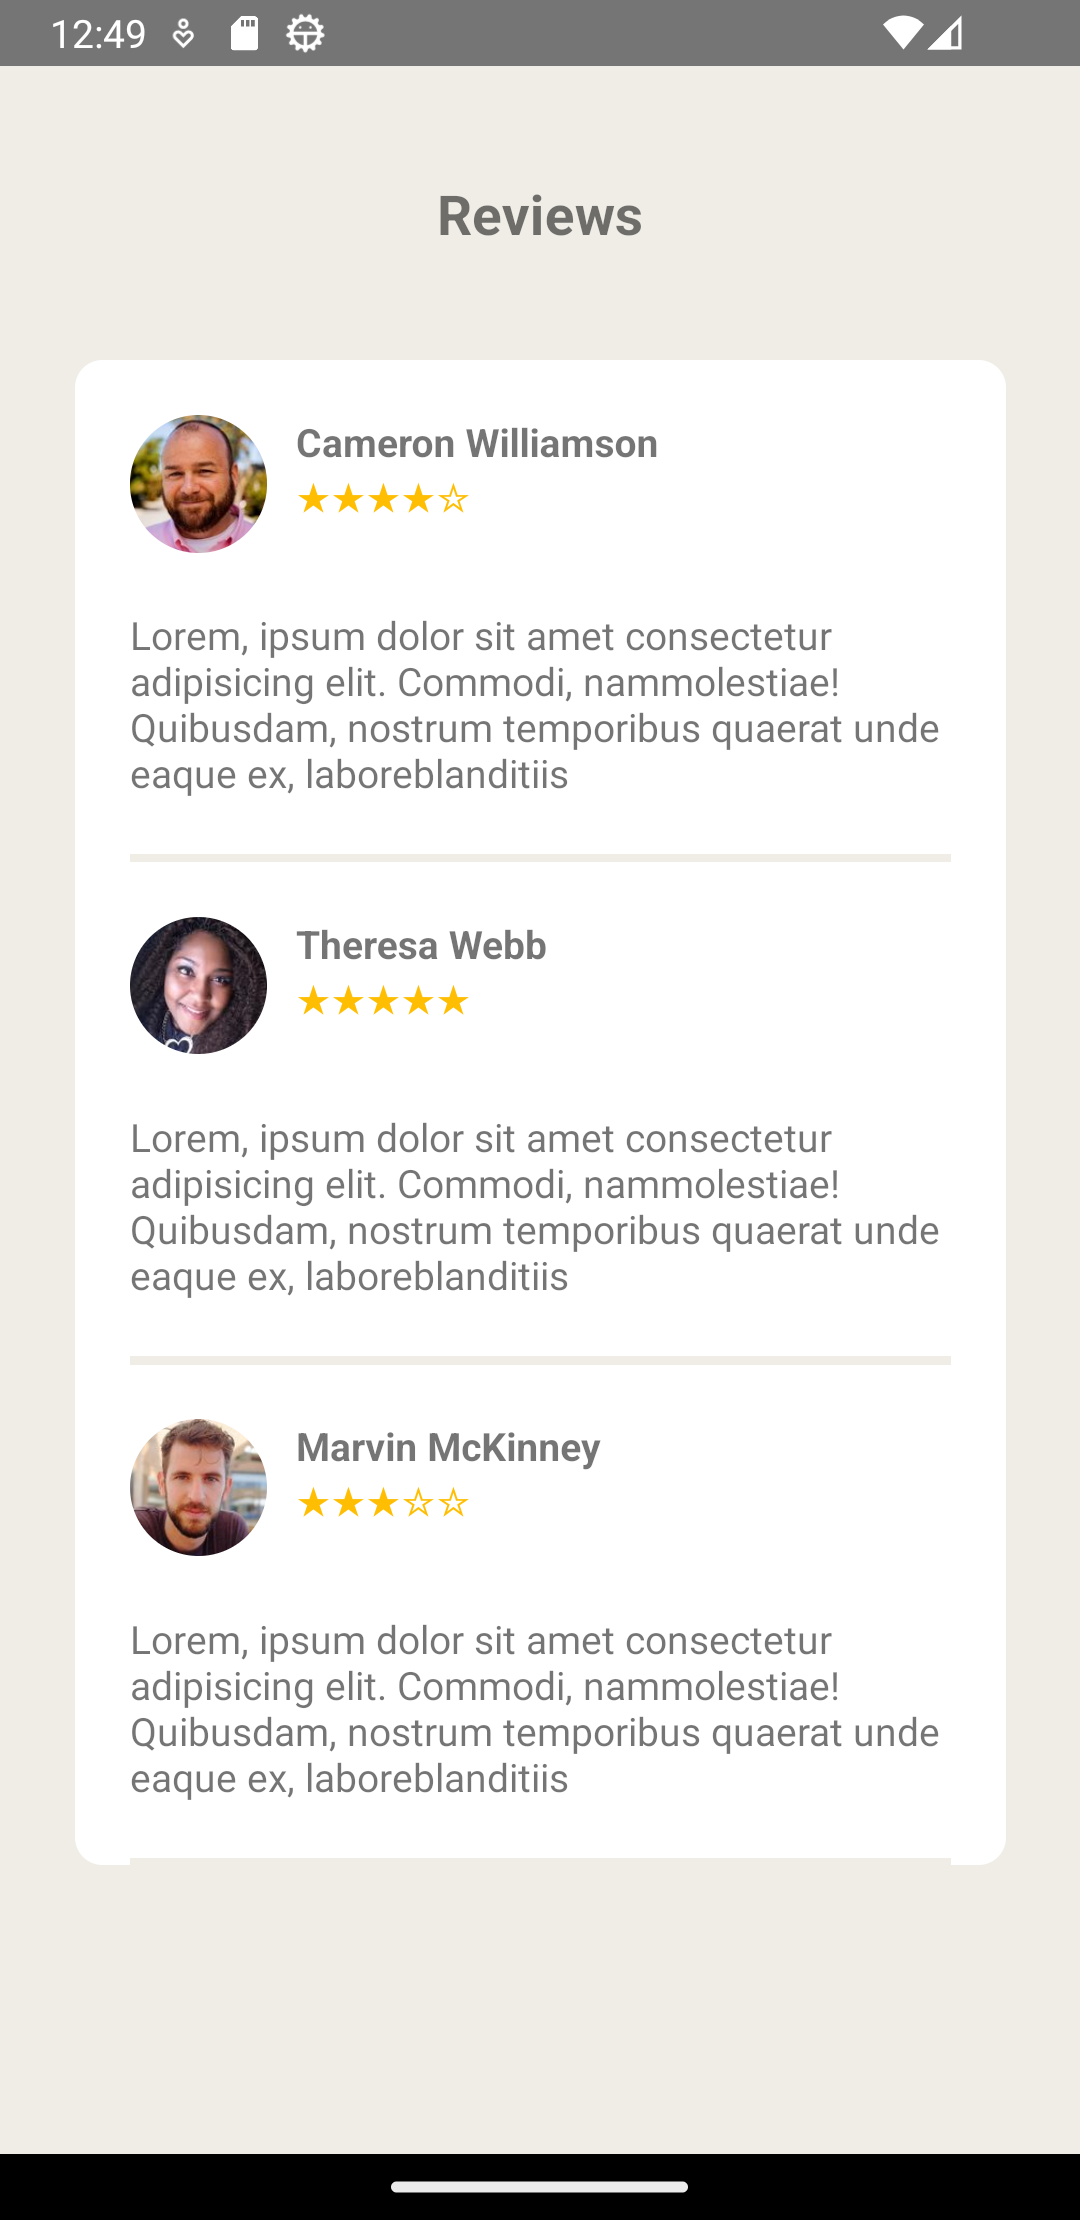 12:49
Reviews
Cameron Williamson
★★★★☆
Lorem, ipsum dolor sit amet consectetur
adipisicing elit. Commodi, nammolestiae!
Quibusdam, nostrum temporibus quaerat unde
eaque ex, laboreblanditiis
Theresa Webb
★★★★★
Lorem, ipsum dolor sit amet consectetur
adipisicing elit. Commodi, nammolestiae!
Quibusdam, nostrum temporibus quaerat unde
eaque ex, laboreblanditiis
Marvin McKinney
★★★☆☆
Lorem, ipsum dolor sit amet consectetur
adipisicing elit. Commodi, nammolestiae!
Quibusdam, nostrum temporibus quaerat unde
eaque ex, laboreblanditiis